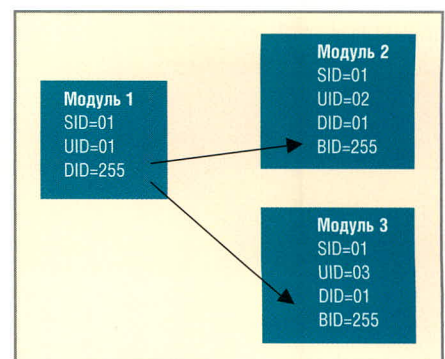 Модуль 1
SID=01
UID=01
DID=255
Модуль 2
SID=01
UID=02
DID=01
BID=255
Модуль 3
SID=01
UID=03
DID=01
BID=255